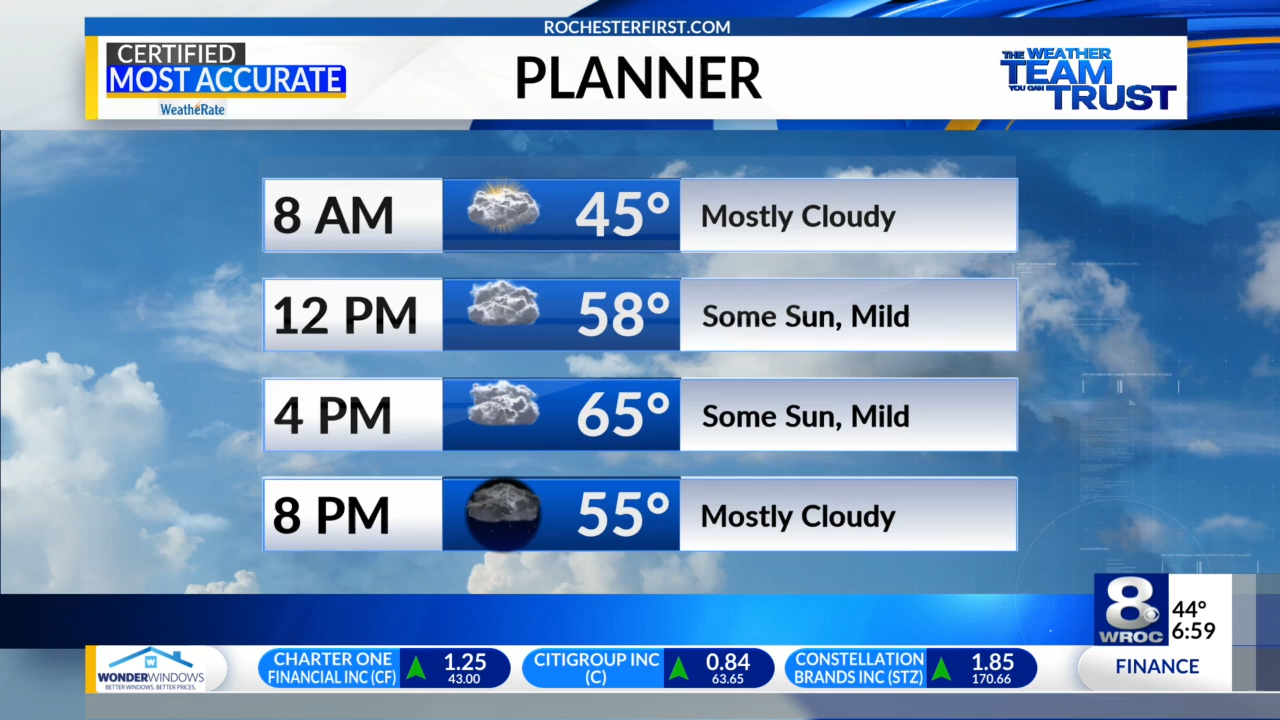 ROCHESTERFIRST.COM
CERTIFIED
MOST ACCURATE
WeatheRate
PLANNER
THE WEATHER
TEAM
YOU CAN TRUST
8 AM 45° Mostly Cloudy
12 PM 58° Some Sun, Mild
4 PM 65° Some Sun, Mild
8 PM 55° Mostly Cloudy
8 WROC
44°
6:59
W
WONDERWINDOWS
BETTER WINDOWS. BETTER PRICES.
CHARTER ONE
FINANCIAL INC (CF)
1.25
43.00
CITIGROUP INC
(C)
0.84
63.65
CONSTELLATION
BRANDS INC (STZ)
1.85
170.66
FINANCE